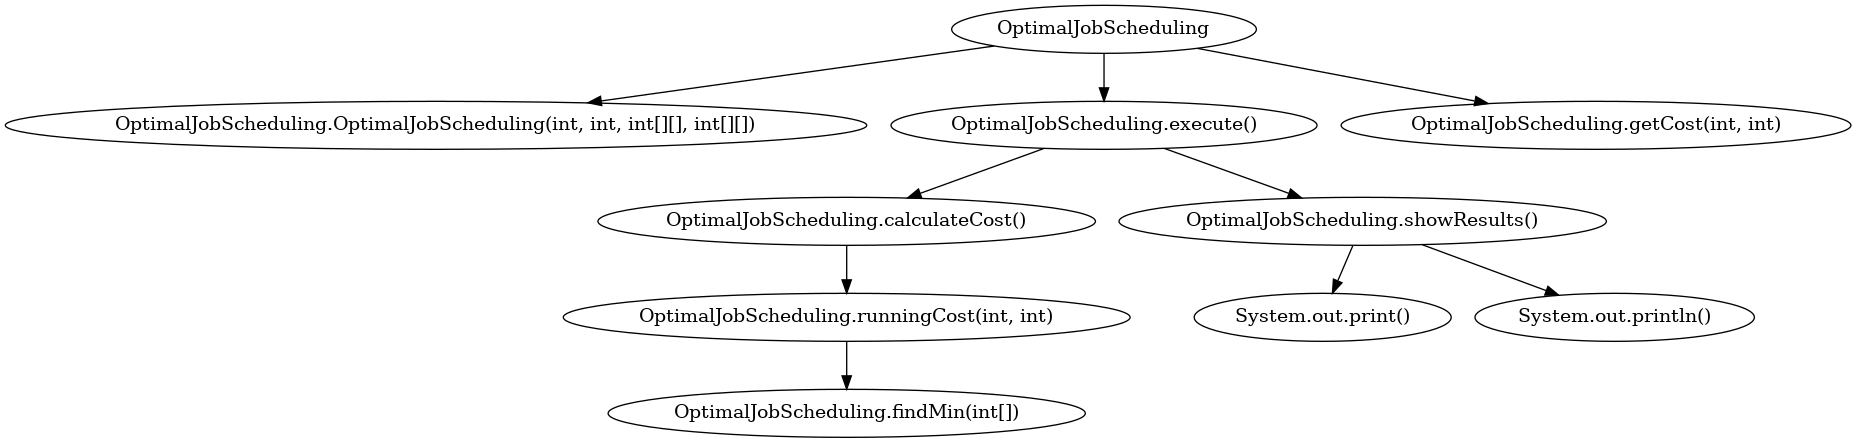 OptimalJobScheduling
OptimalJobScheduling.OptimalJobScheduling(int, int, int[][], int[][])
OptimalJobScheduling.execute()
OptimalJobScheduling.getCost(int, int)
OptimalJobScheduling.calculateCost()
OptimalJobScheduling.showResults()
OptimalJobScheduling.runningCost(int, int)
System.out.print()
System.out.println()
OptimalJobScheduling.findMin(int[])